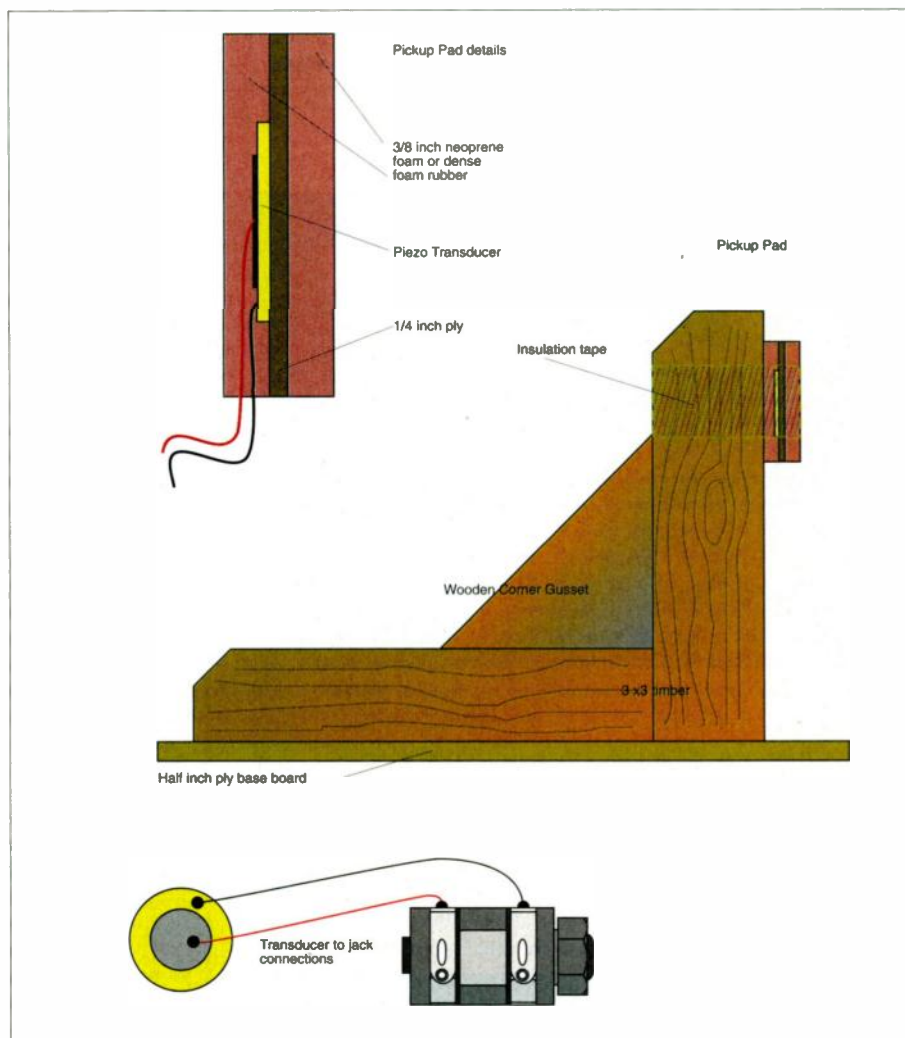 Pickup Pad details
3/8 inch neoprene
foam or dense
foam rubber
Piezo Transducer
Pickup Pad
1/4 inch ply
Insulation tape
Wooden Corner Gusset
3 x3 timber
Half inch ply base board
Transducer to jack
connections